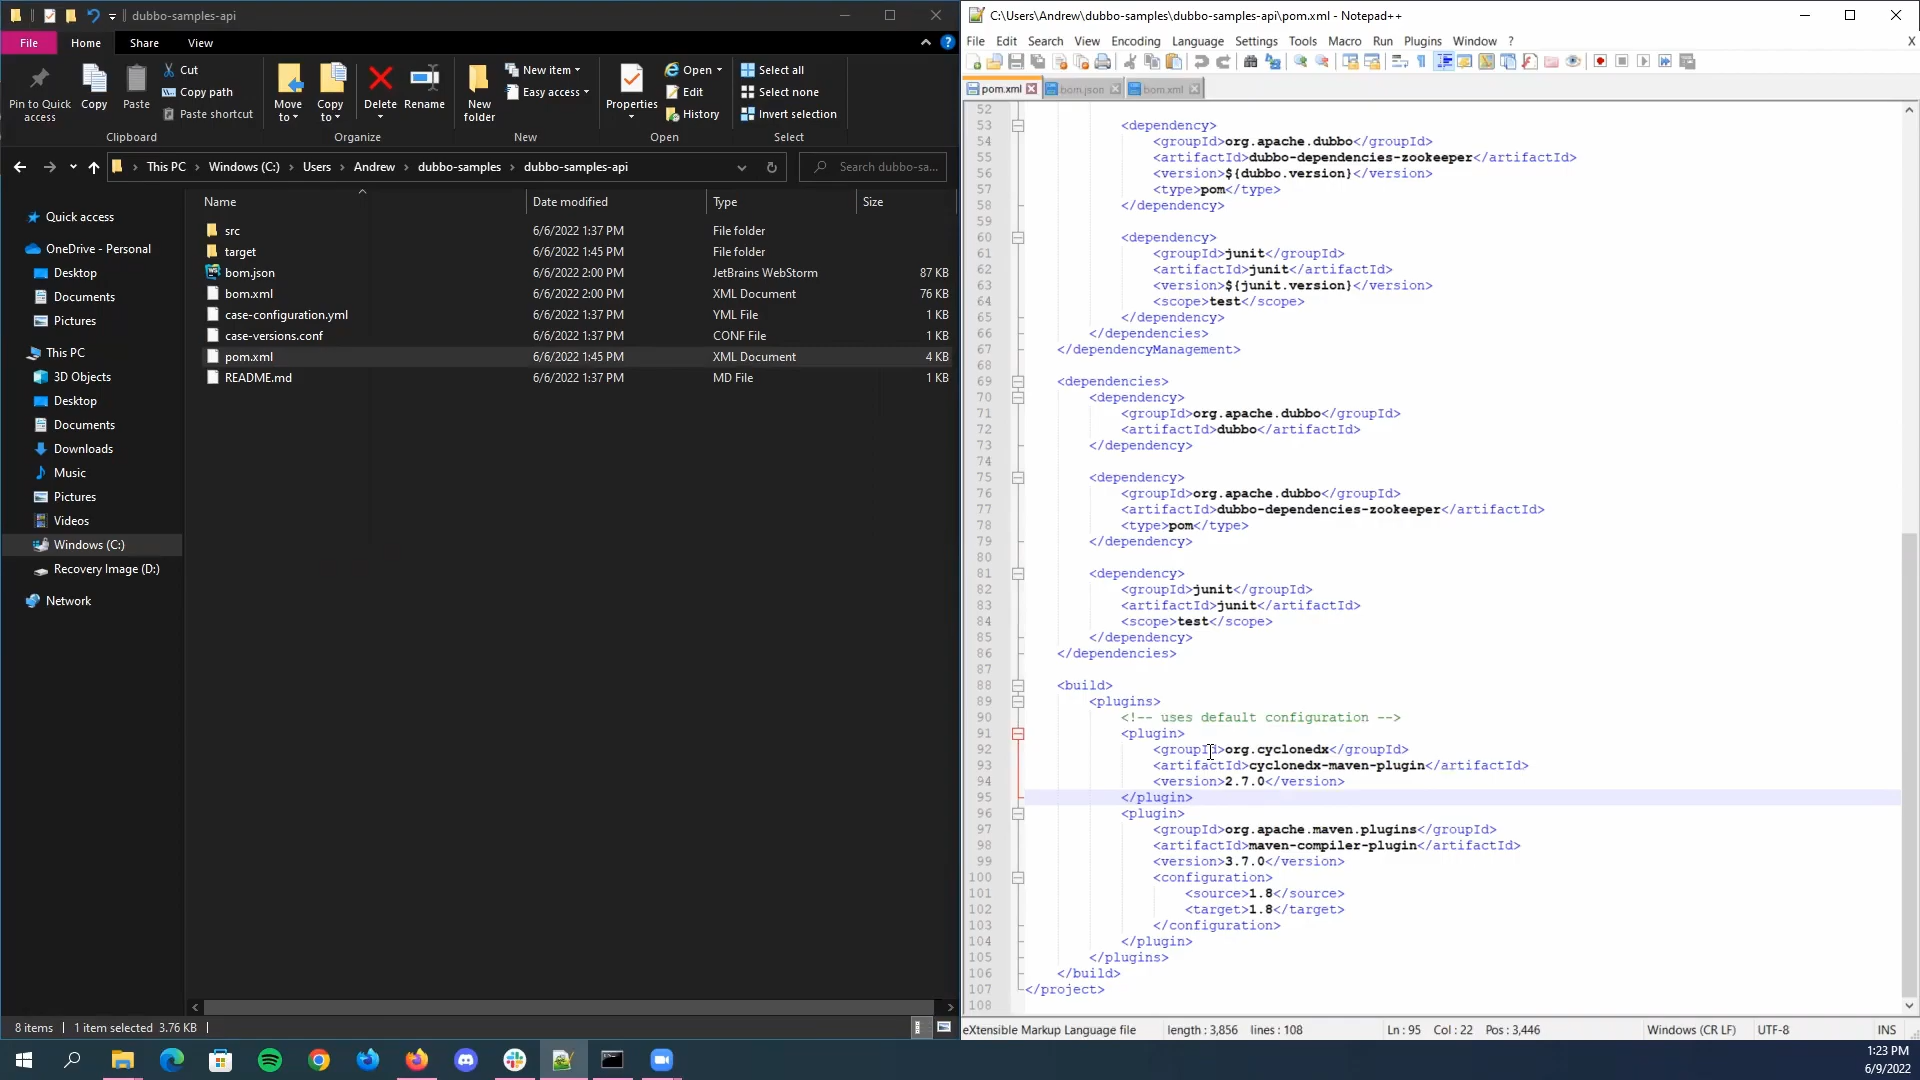 dubbo-samples-api
File
Home
Share
View
Pin to Quick access
Copy
Paste
Cut
Copy path
Paste shortcut
Clipboard
Move to
Copy to
Delete
Rename
Organize
New folder
New item
Easy access
New
Properties
Open
Edit
History
Open
Select all
Select none
Invert selection
Select
This PC
Windows (C:)
Users
Andrew
dubbo-samples
dubbo-samples-api
Search dubbo-sa...
Quick access
OneDrive - Personal
Desktop
Documents
Pictures
This PC
3D Objects
Desktop
Documents
Downloads
Music
Pictures
Videos
Windows (C:)
Recovery Image (D:)
Network
Name Date modified Type Size
src 6/6/2022 1:37 PM File folder
target 6/6/2022 1:45 PM File folder
bom.json 6/6/2022 2:00 PM JetBrains WebStorm 87 KB
bom.xml 6/6/2022 2:00 PM XML Document 76 KB
case-configuration.yml 6/6/2022 1:37 PM YML File 1 KB
case-versions.conf 6/6/2022 1:37 PM CONF File 1 KB
pom.xml 6/6/2022 1:45 PM XML Document 4 KB
README.md 6/6/2022 1:37 PM MD File 1 KB
8 items 1 item selected 3.76 KB
C:\Users\Andrew\dubbo-samples\dubbo-samples-api\pom.xml - Notepad++
File Edit Search View Encoding Language Settings Tools Macro Run Plugins Window ? X
pom.xml bom.json bom.xml
52
53 <dependency>
54 <groupId>org.apache.dubbo</groupId>
55 <artifactId>dubbo-dependencies-zookeeper</artifactId>
56 <version>${dubbo.version}</version>
57 <type>pom</type>
58 </dependency>
59
60 <dependency>
61 <groupId>junit</groupId>
62 <artifactId>junit</artifactId>
63 <version>${junit.version}</version>
64 <scope>test</scope>
65 </dependency>
66 </dependencies>
67 </dependencyManagement>
68
69 <dependencies>
70 <dependency>
71 <groupId>org.apache.dubbo</groupId>
72 <artifactId>dubbo</artifactId>
73 </dependency>
74
75 <dependency>
76 <groupId>org.apache.dubbo</groupId>
77 <artifactId>dubbo-dependencies-zookeeper</artifactId>
78 <type>pom</type>
79 </dependency>
80
81 <dependency>
82 <groupId>junit</groupId>
83 <artifactId>junit</artifactId>
84 <scope>test</scope>
85 </dependency>
86 </dependencies>
87
88 <build>
89 <plugins>
90 <!-- uses default configuration -->
91 <plugin>
92 <groupId>org.cyclonedx</groupId>
93 <artifactId>cyclonedx-maven-plugin</artifactId>
94 <version>2.7.0</version>
95 </plugin>
96 <plugin>
97 <groupId>org.apache.maven.plugins</groupId>
98 <artifactId>maven-compiler-plugin</artifactId>
99 <version>3.7.0</version>
100 <configuration>
101 <source>1.8</source>
102 <target>1.8</target>
103 </configuration>
104 </plugin>
105 </plugins>
106 </build>
107 </project>
108
eXtensible Markup Language file length : 3,856 lines : 108 Ln : 95 Col : 22 Pos : 3,446 Windows (CR LF) UTF-8 INS
1:23 PM
6/9/2022